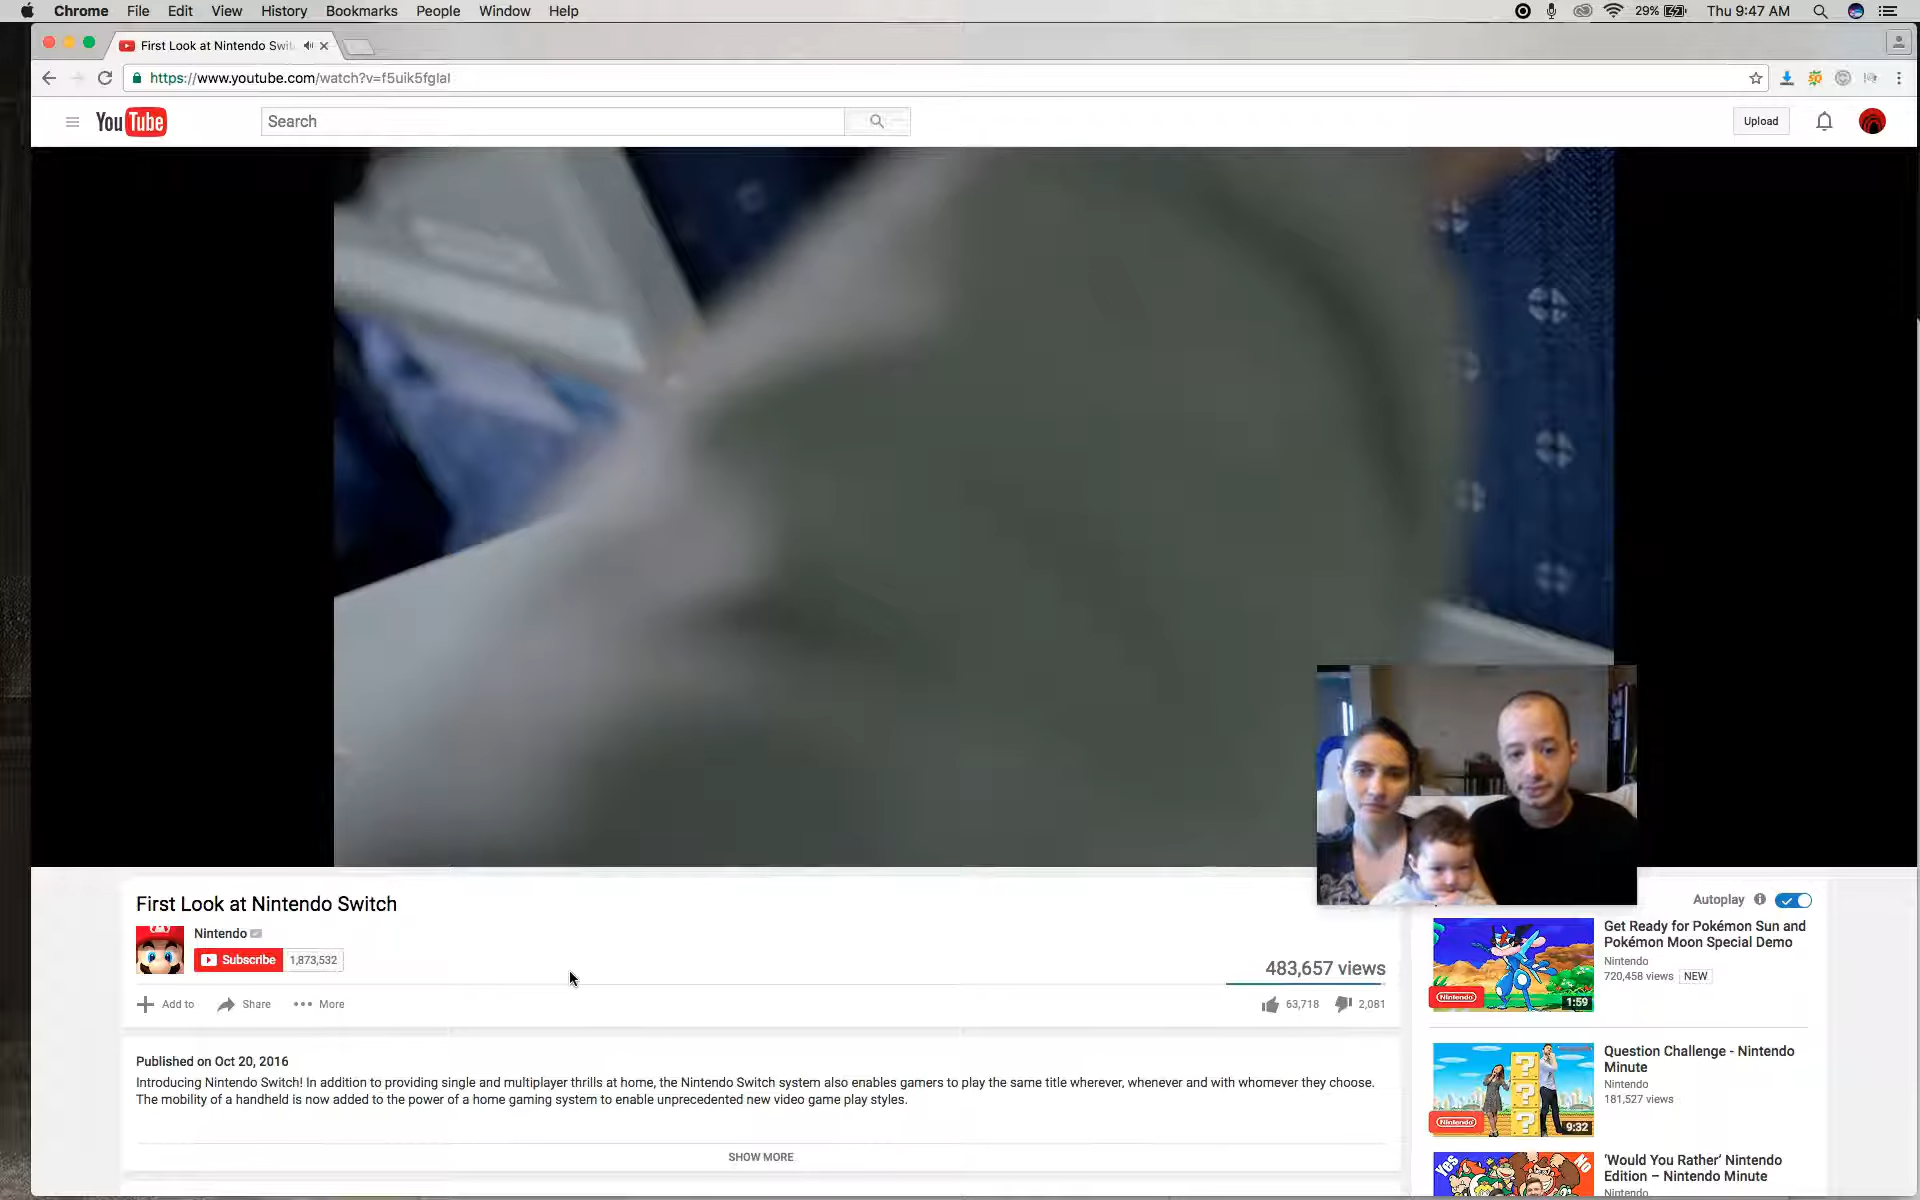 Chrome File Edit View History Bookmarks People Window Help
29% Thu 9:47 AM
First Look at Nintendo Swit
https://www.youtube.com/watch?v=f5uik5fgIaI
YouTube
Search
Upload
First Look at Nintendo Switch
Nintendo
Subscribe 1,873,532
483,657 views
Add to Share More
63,718 2,081
Published on Oct 20, 2016
Introducing Nintendo Switch! In addition to providing single and multiplayer thrills at home, the Nintendo Switch system also enables gamers to play the same title wherever, whenever and with whomever they choose.
The mobility of a handheld is now added to the power of a home gaming system to enable unprecedented new video game play styles.
SHOW MORE
Autoplay
Nintendo
1:59
Get Ready for Pokémon Sun and
Pokémon Moon Special Demo
Nintendo
720,458 views NEW
Nintendo
9:32
Question Challenge - Nintendo
Minute
Nintendo
181,527 views
Yes No
'Would You Rather' Nintendo
Edition – Nintendo Minute
Nintendo